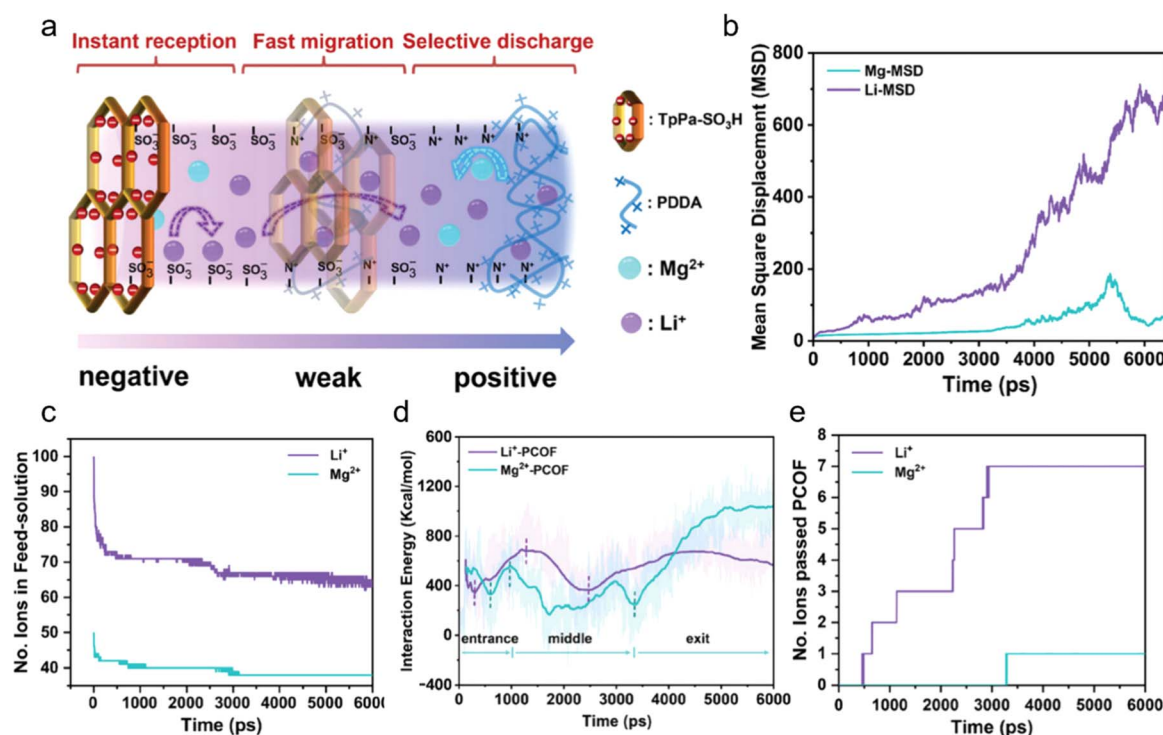 a
Instant reception Fast migration Selective discharge
SO₃⁻ SO₃⁻ SO₃⁻ SO₃⁻ N⁺ SO₃⁻ N⁺ SO₃⁻ N⁺ N⁺ N⁺ N⁺
SO₃⁻ SO₃⁻ SO₃⁻ SO₃⁻ N⁺ SO₃⁻ N⁺ SO₃⁻ N⁺ N⁺ N⁺ N⁺
negative weak positive
: TpPa-SO₃H
: PDDA
: Mg²⁺
: Li⁺
b
Mean Square Displacement (MSD)
800
600
400
200
0
Mg-MSD
Li-MSD
0 1000 2000 3000 4000 5000 6000
Time (ps)
c
No. Ions in Feed-solution
100
90
80
70
60
50
40
Li⁺
Mg²⁺
0 1000 2000 3000 4000 5000 6000
Time (ps)
d
Interaction Energy (Kcal/mol)
600
1200
800
400
0
−400
Li⁺-PCOF
Mg²⁺-PCOF
entrance middle exit
0 1000 2000 3000 4000 5000 6000
Time (ps)
e
No. Ions passed PCOF
8
7
6
5
4
3
2
1
0
Li⁺
Mg²⁺
0 1000 2000 3000 4000 5000 6000
Time (ps)